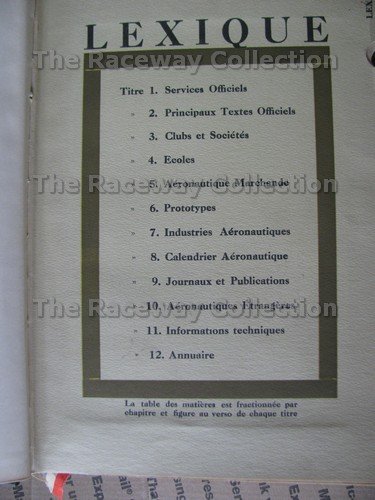 LEXIQUE
The Raceway Collection
Titre 1. Services Officiels
" 2. Principaux Textes Officiels
" 3. Clubs et Sociétés
" 4. Ecoles
The Raceway Collection
" 5. Aéronautique Marchande
" 6. Prototypes
" 7. Industries Aéronautiques
" 8. Calendrier Aéronautique
" 9. Journaux et Publications
The Raceway Collection
" 10. Aéronautiques Etrangères
" 11. Informations techniques
" 12. Annuaire
La table des matières est fractionnée par
chapitre et figure au verso de chaque titre
The Raceway Collection
LEX